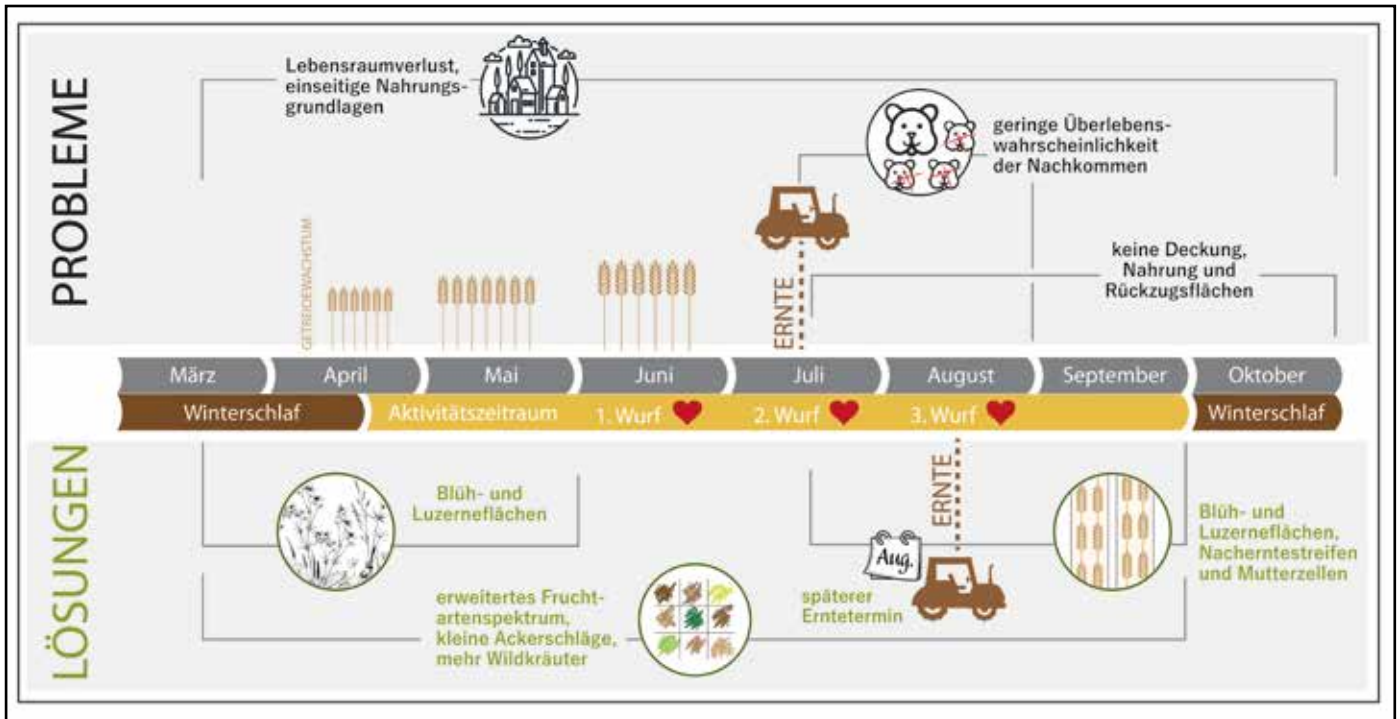 PROBLEME
Lebensraumverlust,
einseitige Nahrungs-
grundlagen
geringe Überlebens-
wahrscheinlichkeit
der Nachkommen
keine Deckung,
Nahrung und
Rückzugsflächen
GETREIDEWACHSTUM
ERNTE
März
April
Mai
Juni
Juli
August
September
Oktober
Winterschlaf
Aktivitätszeitraum
1. Wurf
2. Wurf
3. Wurf
Winterschlaf
LÖSUNGEN
Blüh- und
Luzerneflächen
erweitertes Frucht-
artenspektrum,
kleine Ackerschläge,
mehr Wildkräuter
ERNTE
Aug.
späterer
Erntetermin
Blüh- und
Luzerneflächen,
Nacherntestreifen
und Mutterzellen